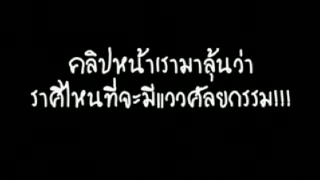 คลิปหน้าเรามาลุ้นว่า
ราศีไหนที่จะมีแววศัลยกรรม!!!